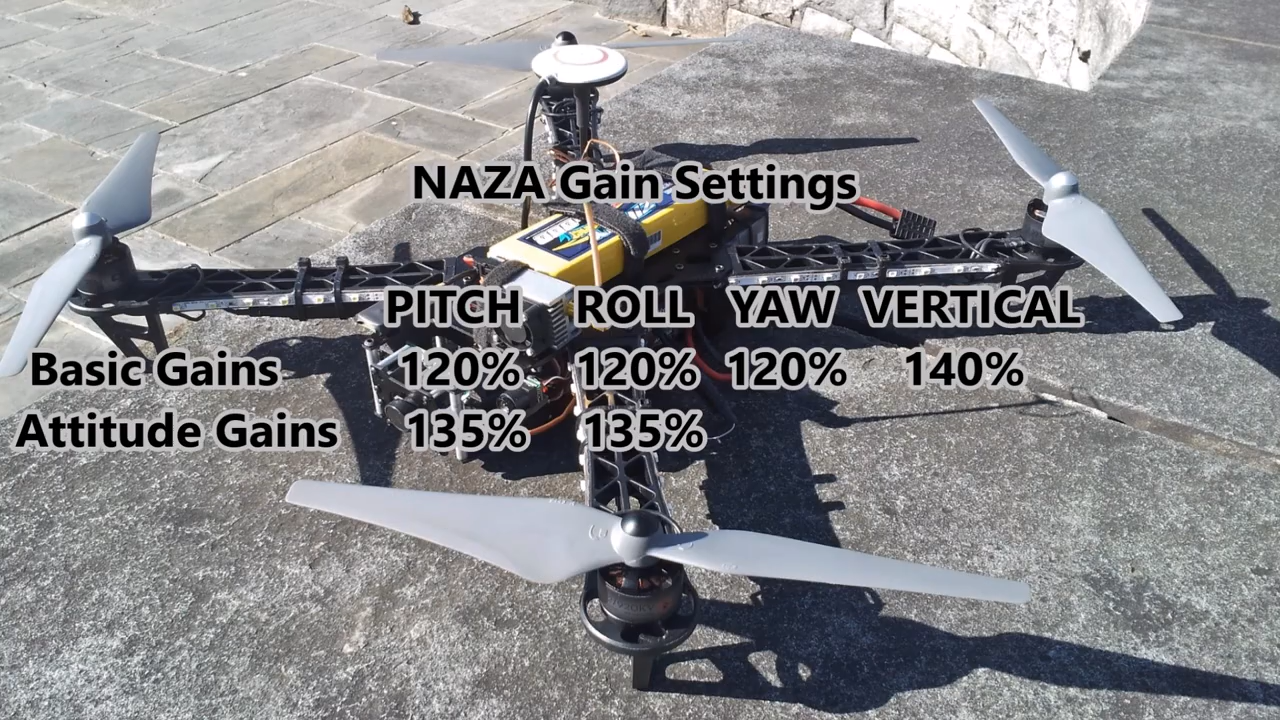 NAZA Gain Settings
PITCH ROLL YAW VERTICAL
Basic Gains 120% 120% 120% 140%
Attitude Gains 135% 135%